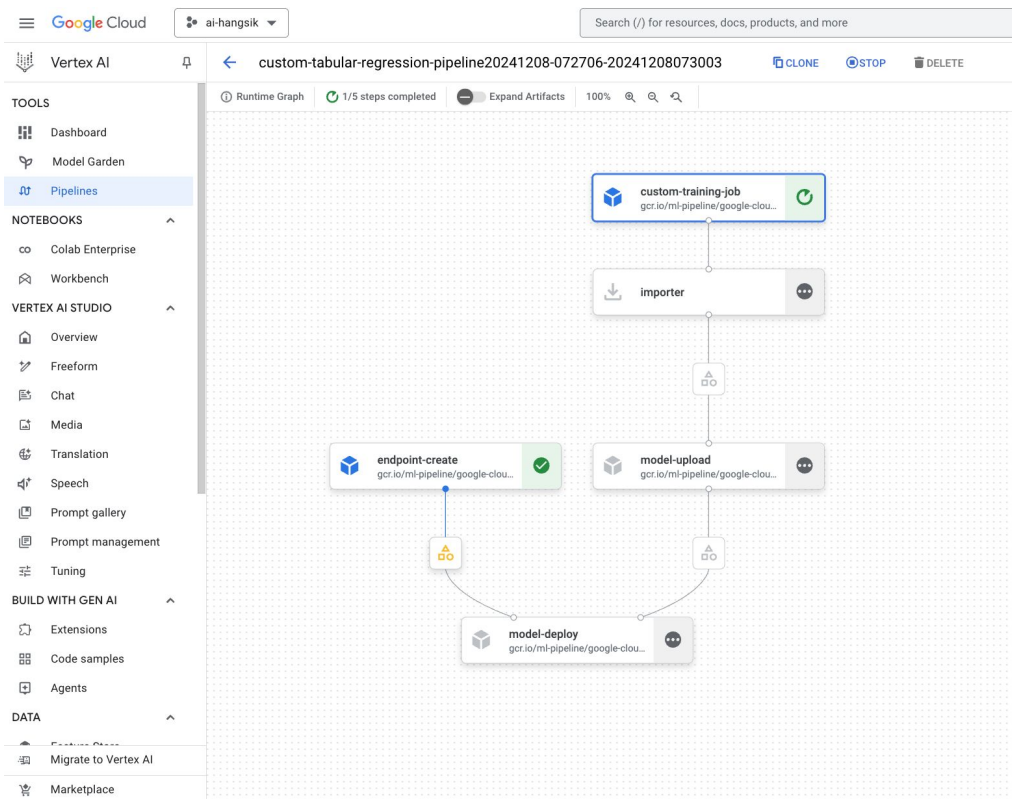 Google Cloud
ai-hangsik
Search (/) for resources, docs, products, and more
Vertex AI
custom-tabular-regression-pipeline20241208-072706-20241208073003
CLONE
STOP
DELETE
TOOLS
Dashboard
Model Garden
Pipelines
NOTEBOOKS
Colab Enterprise
Workbench
VERTEX AI STUDIO
Overview
Freeform
Chat
Media
Translation
Speech
Prompt gallery
Prompt management
Tuning
BUILD WITH GEN AI
Extensions
Code samples
Agents
DATA
Feature Store
Migrate to Vertex AI
Marketplace
Runtime Graph
1/5 steps completed
Expand Artifacts
100%
custom-training-job
gcr.io/ml-pipeline/google-clou...
importer
endpoint-create
gcr.io/ml-pipeline/google-clou...
model-upload
gcr.io/ml-pipeline/google-clou...
model-deploy
gcr.io/ml-pipeline/google-clou...